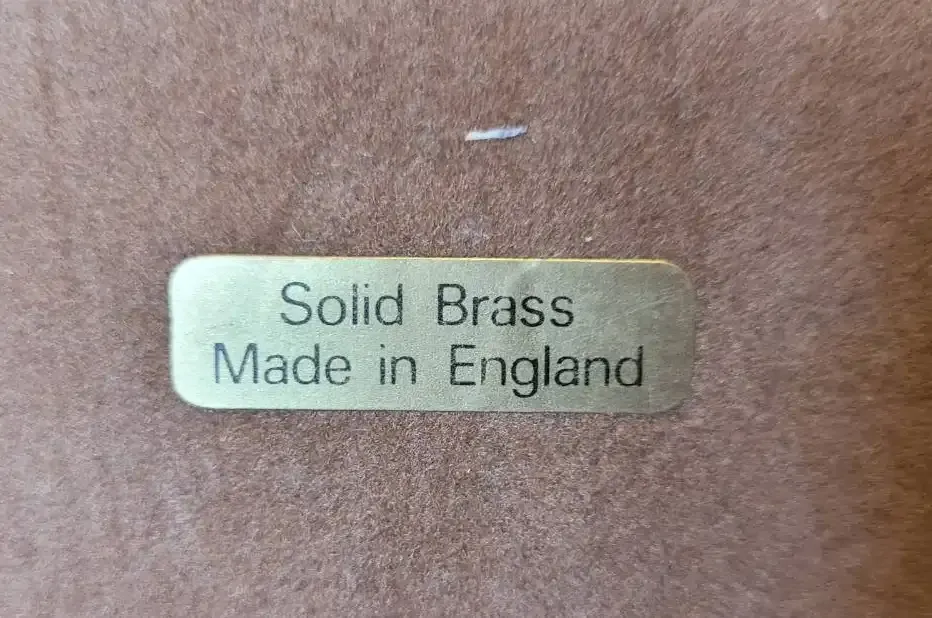 Solid Brass
Made in England